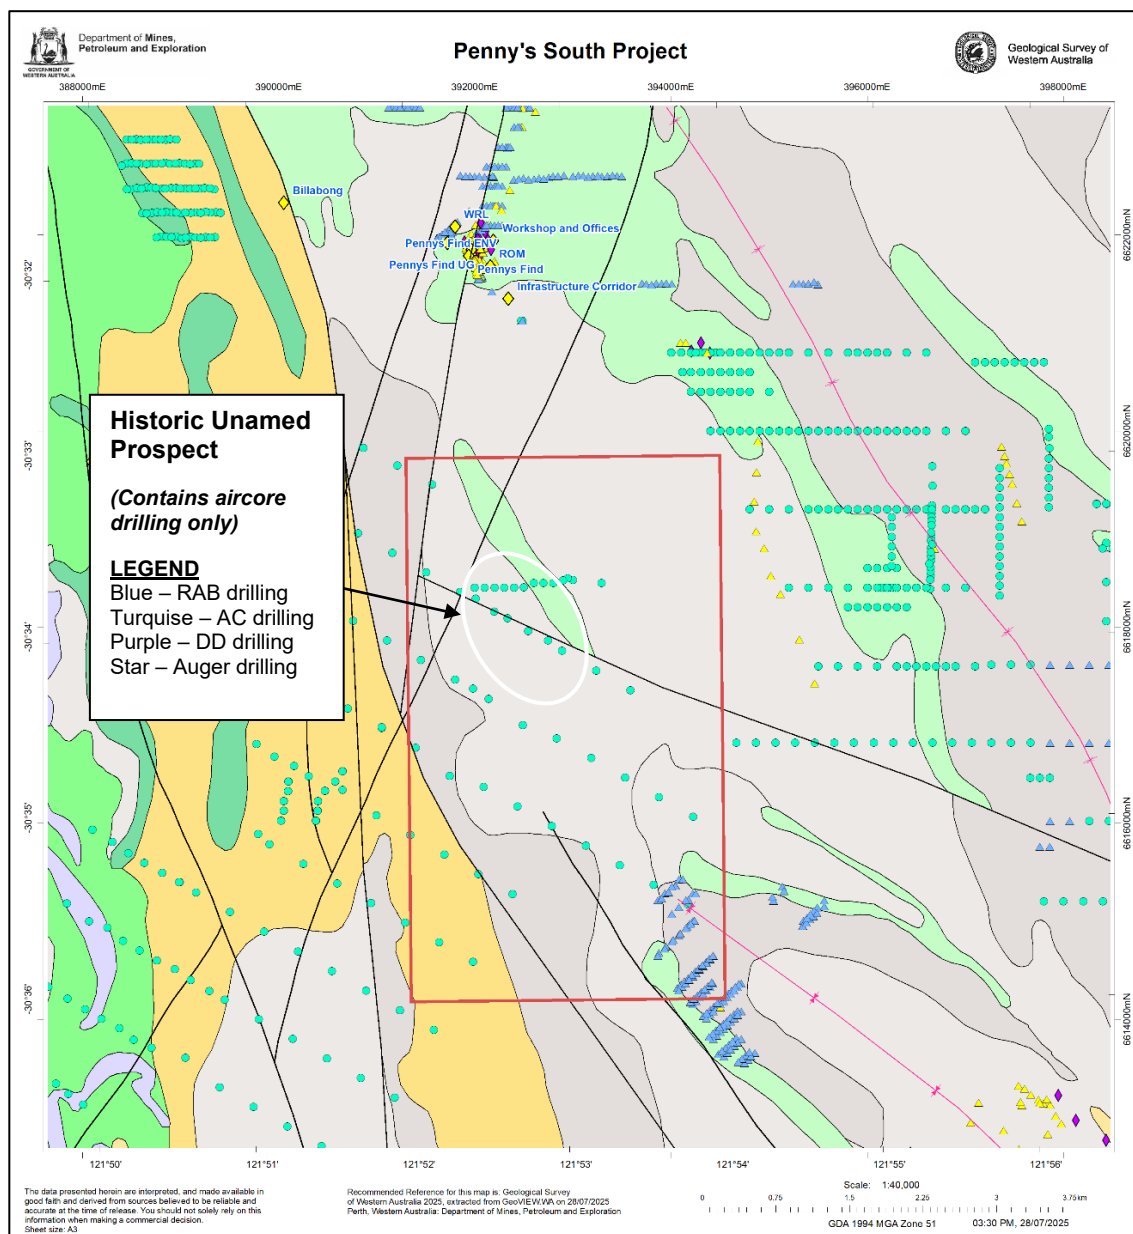 Department of Mines,
Petroleum and Exploration
GOVERNMENT OF
WESTERN AUSTRALIA
Penny's South Project
Geological Survey of
Western Australia
388000mE
390000mE
392000mE
394000mE
396000mE
398000mE
Billabong
WRL
Workshop and Offices
Pennys Find ENV
ROM
Pennys Find UG
Pennys Find
Infrastructure Corridor
6622000mN
6620000mN
6618000mN
6616000mN
6614000mN
-30°32'
-30°33'
-30°34'
-30°35'
-30°36'
Historic Unamed
Prospect
(Contains aircore
drilling only)
LEGEND
Blue – RAB drilling
Turquise – AC drilling
Purple – DD drilling
Star – Auger drilling
121°50'
121°51'
121°52'
121°53'
121°54'
121°55'
121°56'
The data presented herein are interpreted, and made available in
good faith and derived from sources believed to be reliable and
accurate at the time of release. You should not solely rely on this
information when making a commercial decision.
Sheet size: A3
Recommended Reference for this map is: Geological Survey
of Western Australia 2025, extracted from GeoVIEW.WA on 28/07/2025
Perth, Western Australia: Department of Mines, Petroleum and Exploration
Scale: 1:40,000
0 0.75 1.5 2.25 3 3.75km
GDA 1994 MGA Zone 51 03:30 PM, 28/07/2025